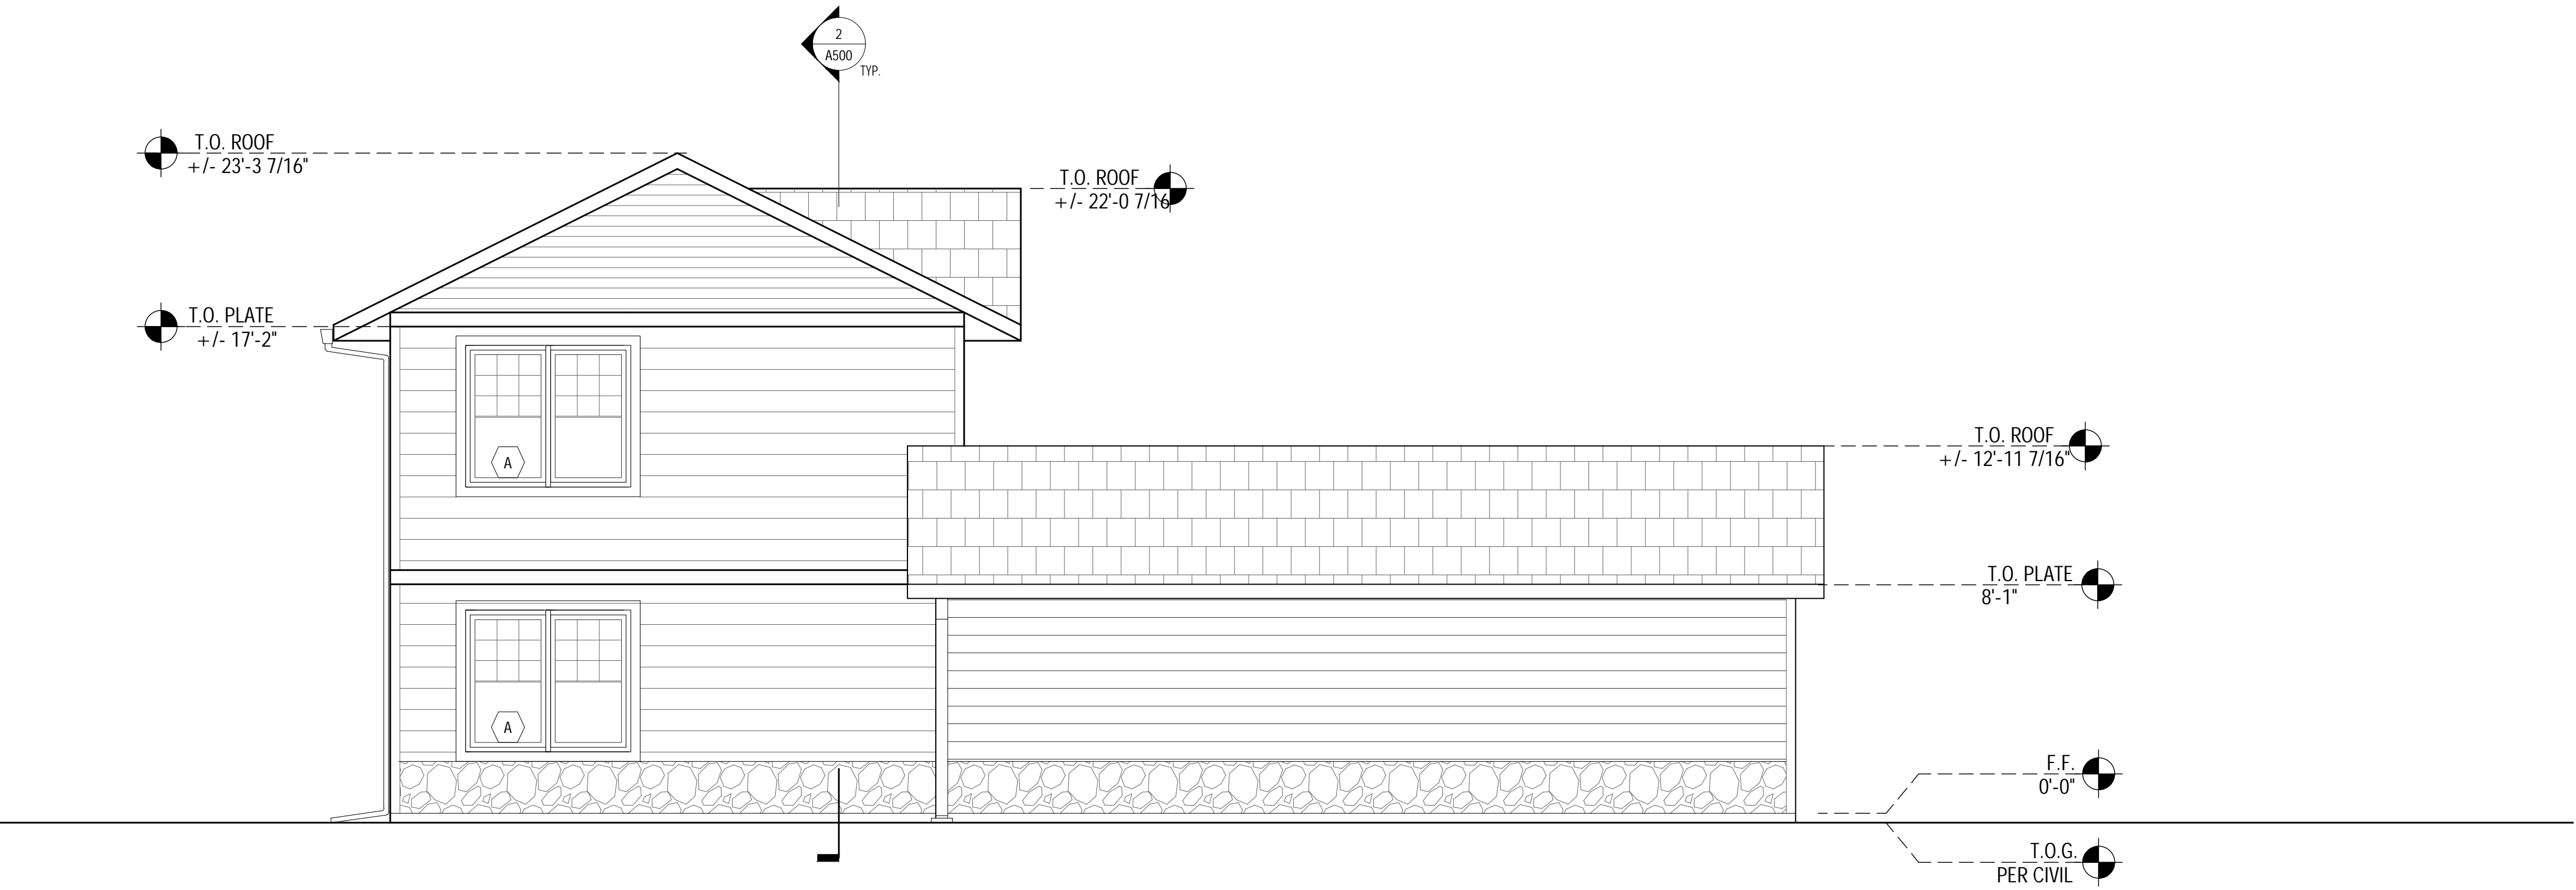 2
A500
TYP.
T.O. ROOF
+/- 23'-3 7/16"
T.O. ROOF
+/- 22'-0 7/16
T.O. PLATE
+/- 17'-2"
T.O. ROOF
+/- 12'-11 7/16"
A
T.O. PLATE
8'-1"
A
F.F.
0'-0"
T.O.G.
PER CIVIL